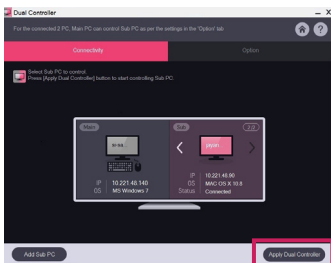 Dual Controller
For the connected 2 PC, Main PC can control Sub PC as per the settings in the 'Option' tab
Connectivity
Option
Select Sub PC to control.
Press [Apply Dual Controller] button to start controlling Sub PC.
Main
Sub
IP 10.221.48.140
OS MS Windows 7
IP 10.221.48.90
OS MAC OS X 10.8
Status Connected
Add Sub PC
Apply Dual Controller